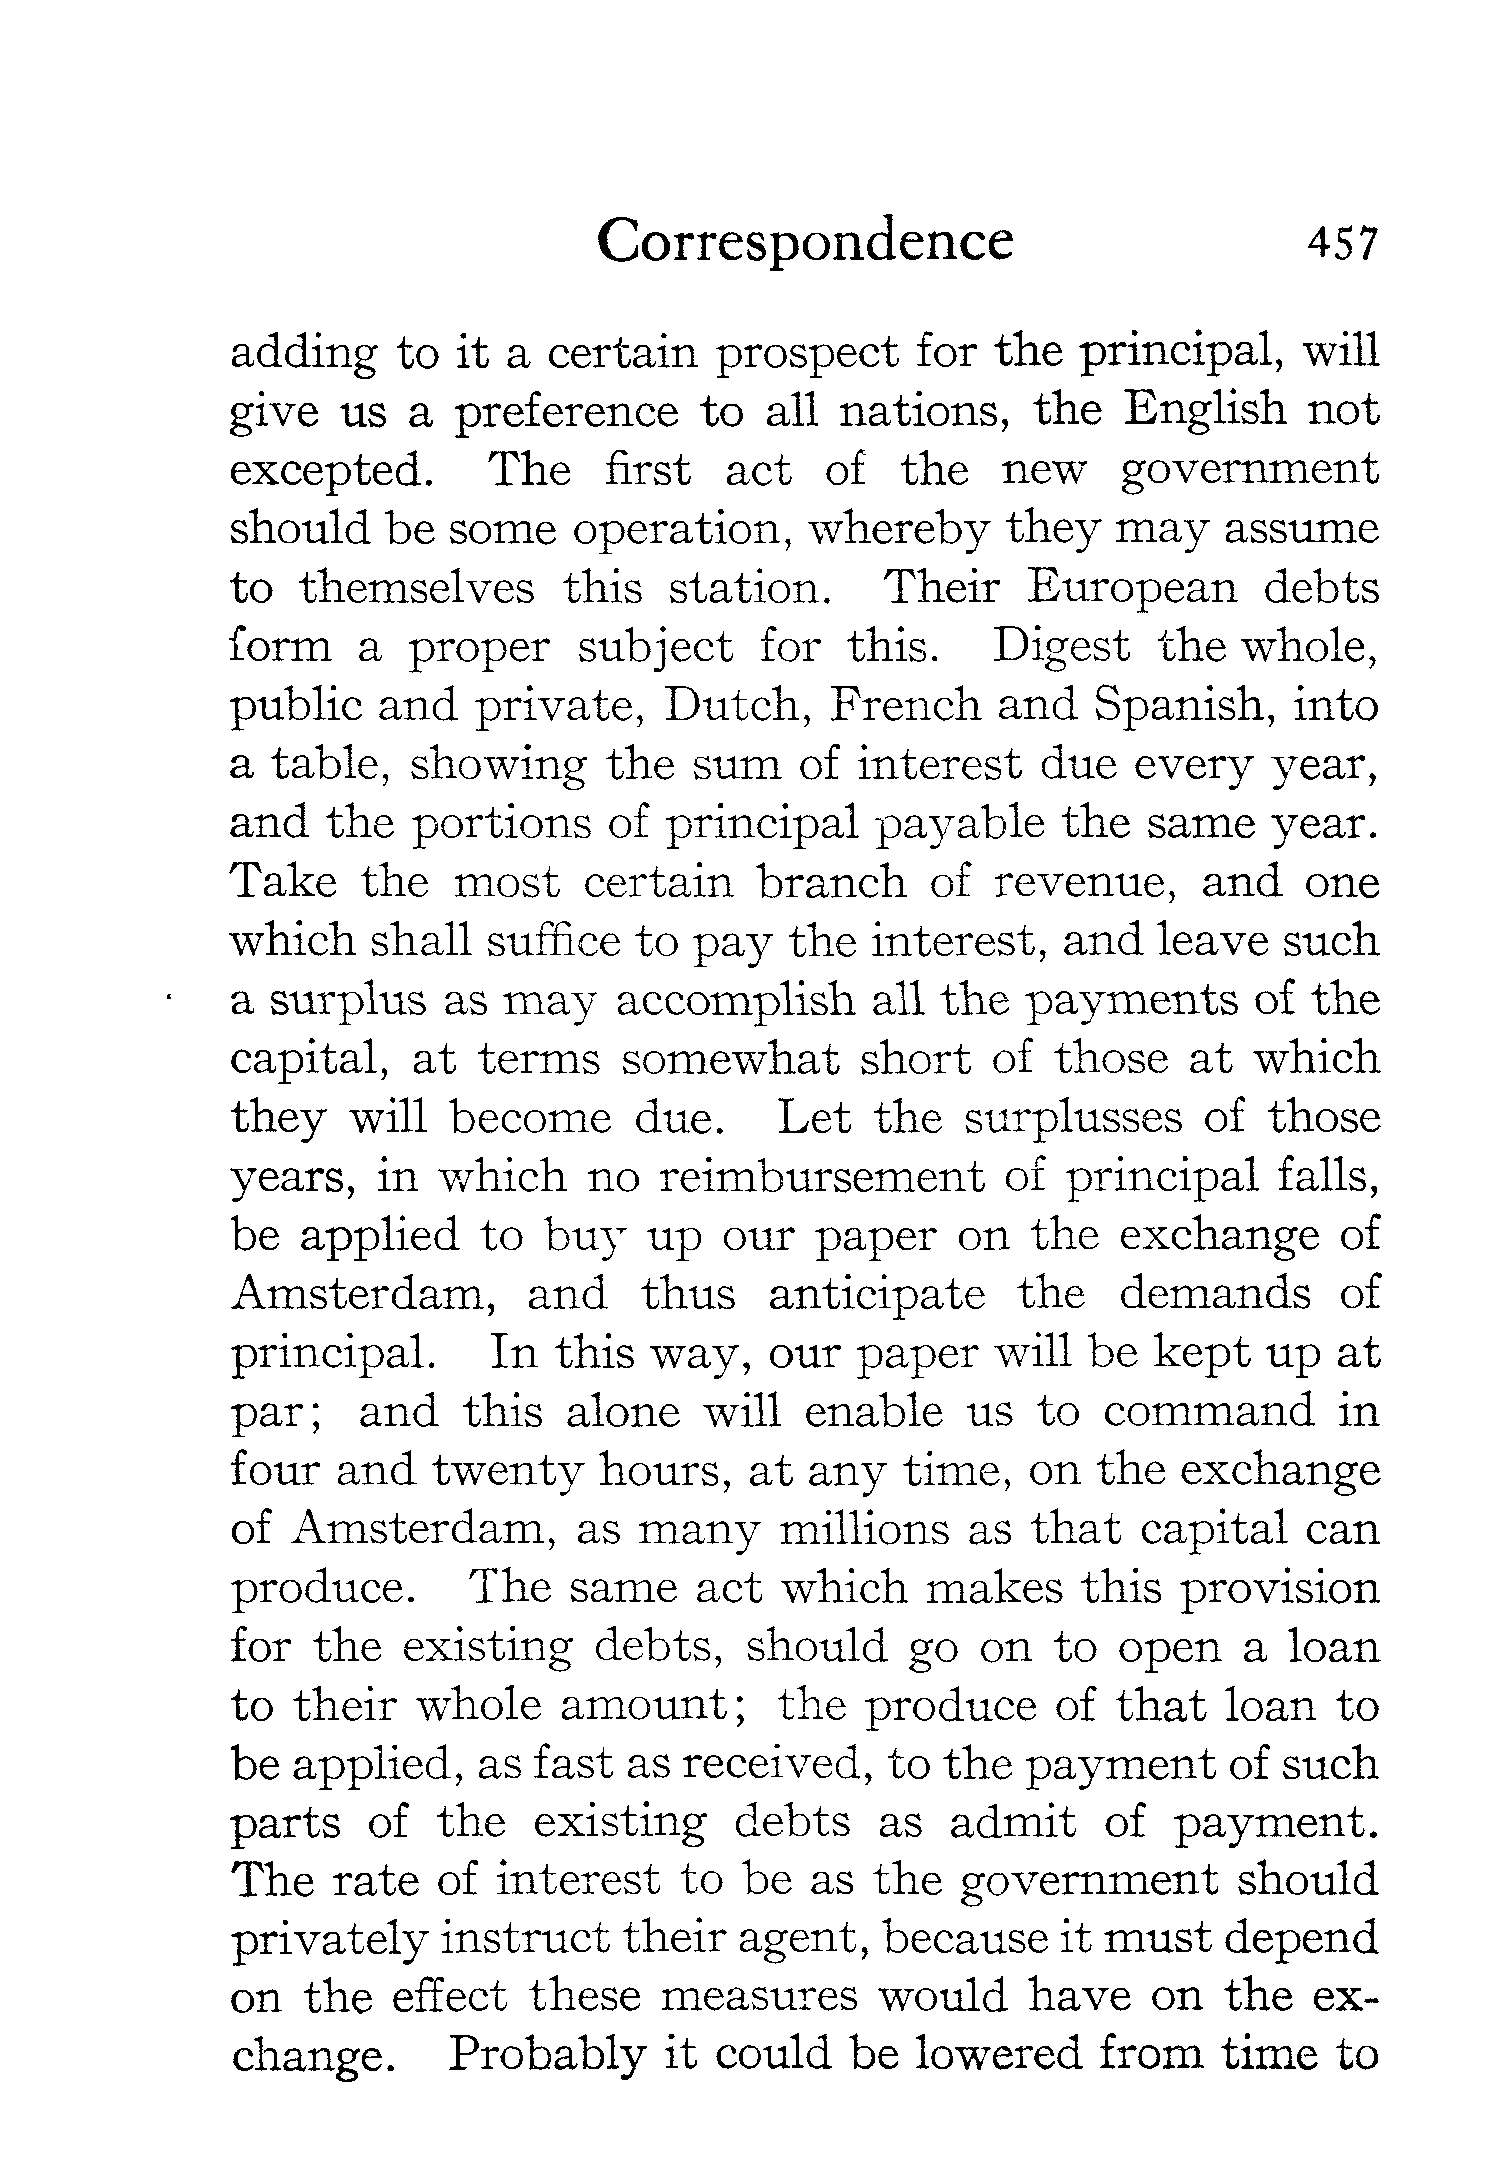 Correspondence 457
adding to it a certain prospect for the principal, will
give us a preference to all nations, the English not
excepted. The first act of the new government
should be some operation, whereby they may assume
to themselves this station. Their European debts
form a proper subject for this. Digest the whole,
public and private, Dutch, French and Spanish, into
a table, showing the sum of interest due every year,
and the portions of principal payable the same year.
Take the most certain branch of revenue, and one
which shall suffice to pay the interest, and leave such
a surplus as may accomplish all the payments of the
capital, at terms somewhat short of those at which
they will become due. Let the surplusses of those
years, in which no reimbursement of principal falls,
be applied to buy up our paper on the exchange of
Amsterdam, and thus anticipate the demands of
principal. In this way, our paper will be kept up at
par; and this alone will enable us to command in
four and twenty hours, at any time, on the exchange
of Amsterdam, as many millions as that capital can
produce. The same act which makes this provision
for the existing debts, should go on to open a loan
to their whole amount; the produce of that loan to
be applied, as fast as received, to the payment of such
parts of the existing debts as admit of payment.
The rate of interest to be as the government should
privately instruct their agent, because it must depend
on the effect these measures would have on the ex-
change. Probably it could be lowered from time to